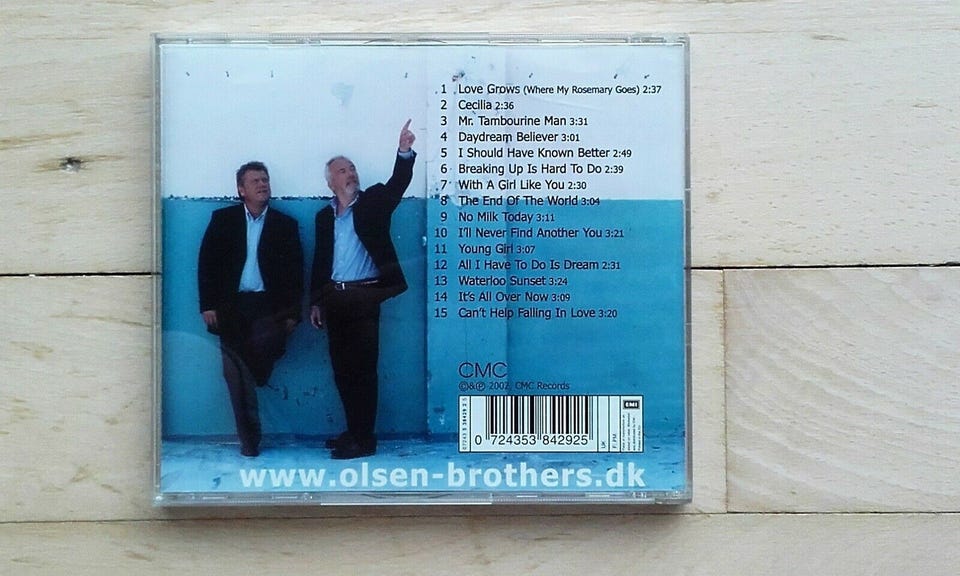 1 Love Grows (Where My Rosemary Goes) 2:37
2 Cecilia 2:36
3 Mr. Tambourine Man 3:31
4 Daydream Believer 3:01
5 I Should Have Known Better 2:49
6 Breaking Up Is Hard To Do 2:39
7 With A Girl Like You 2:30
8 The End Of The World 3:04
9 No Milk Today 3:11
10 I'll Never Find Another You 3:21
11 Young Girl 3:07
12 All I Have To Do Is Dream 2:31
13 Waterloo Sunset 3:24
14 It's All Over Now 3:09
15 Can't Help Falling In Love 3:20
CMC
©&℗ 2002 CMC Records
0 724353 842925
UK
EMI
www.olsen-brothers.dk